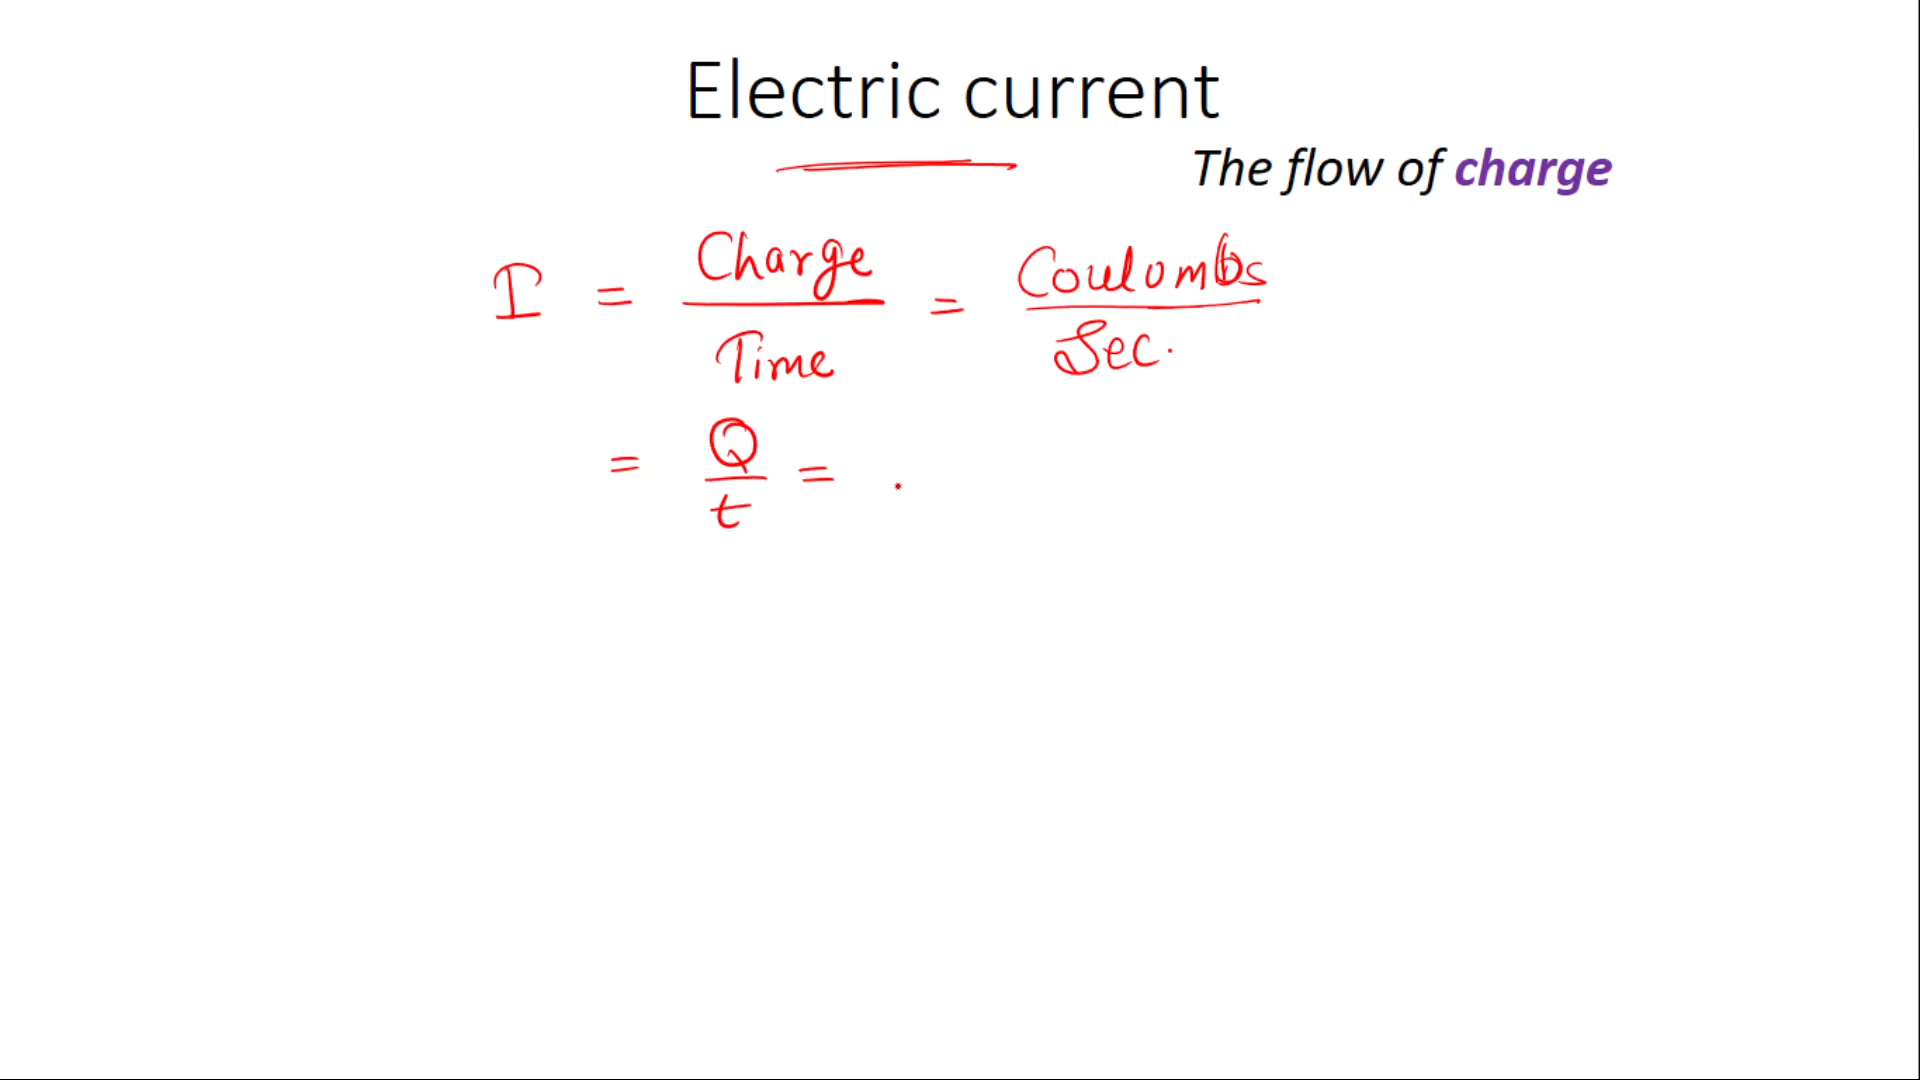 Electric current
The flow of charge
I = Charge / Time = Coulombs / Sec.
= Q / t = .